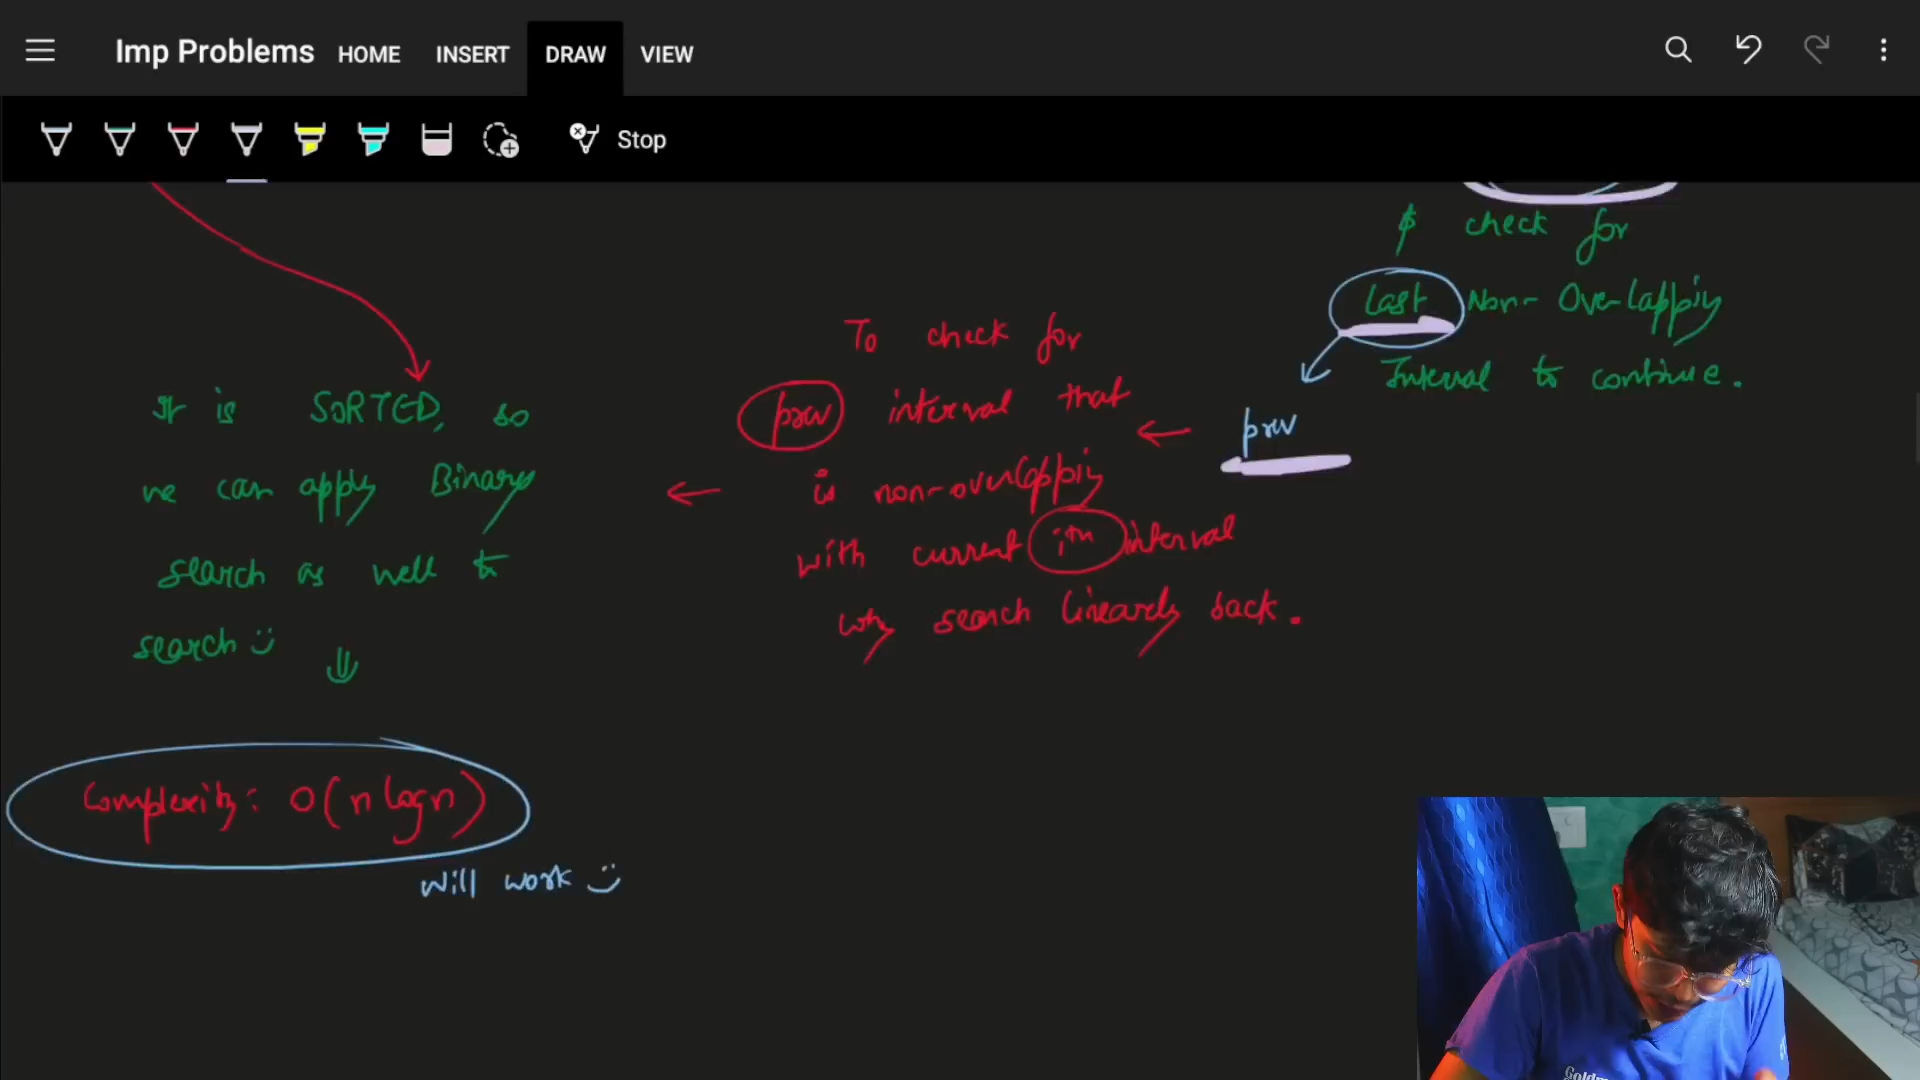 Imp Problems HOME INSERT DRAW VIEW
Stop
$ check for
Last Non-Overlapping
Interval to continue.
prev
To check for
prev interval that
is non-overlapping
with current ith interval
why search linearly back.
It is SORTED, so
we can apply Binary
search as well to
search
Complexity: O(n log n)
Will work